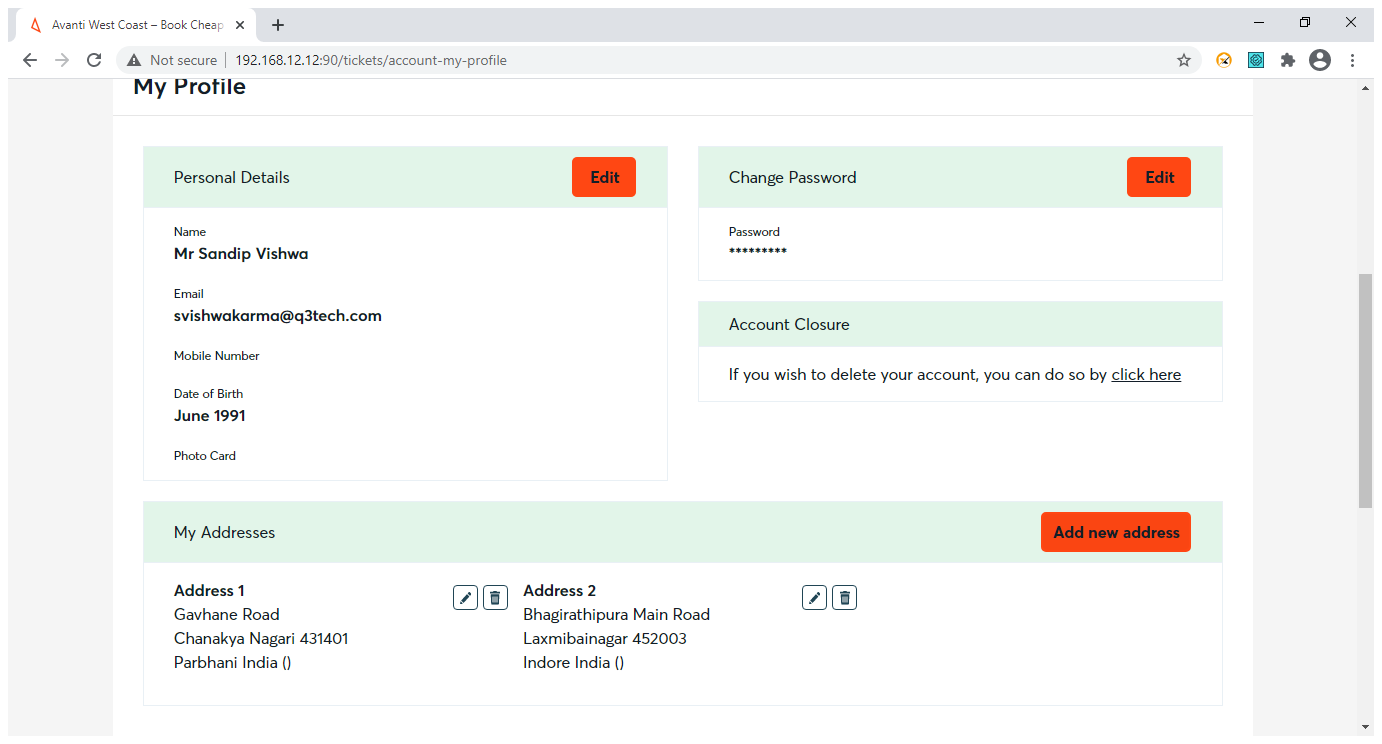 Avanti West Coast – Book Cheap
Not secure
192.168.12.12:90/tickets/account-my-profile
My Profile
Personal Details
Edit
Name
Mr Sandip Vishwa
Email
svishwakarma@q3tech.com
Mobile Number
Date of Birth
June 1991
Photo Card
Change Password
Edit
Password
*********
Account Closure
If you wish to delete your account, you can do so by click here
My Addresses
Add new address
Address 1
Gavhane Road
Chanakya Nagari 431401
Parbhani India ()
Address 2
Bhagirathipura Main Road
Laxmibainagar 452003
Indore India ()